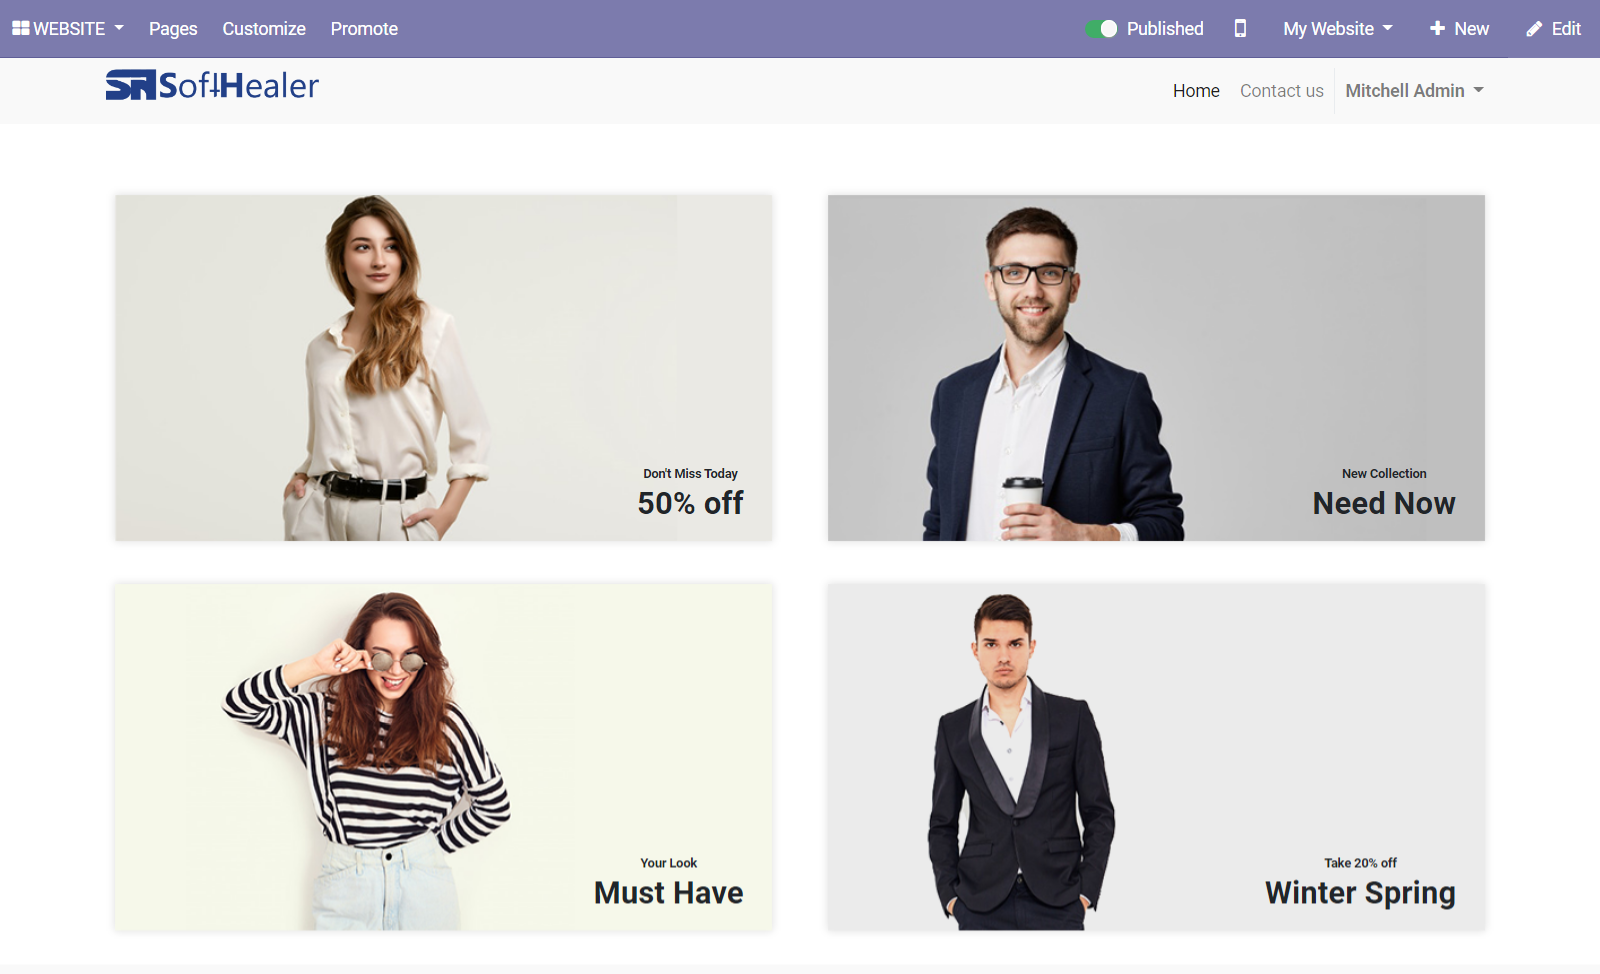 WEBSITE Pages Customize Promote Published My Website New Edit
SoftHealer Home Contact us Mitchell Admin
Don't Miss Today
50% off
New Collection
Need Now
Your Look
Must Have
Take 20% off
Winter Spring